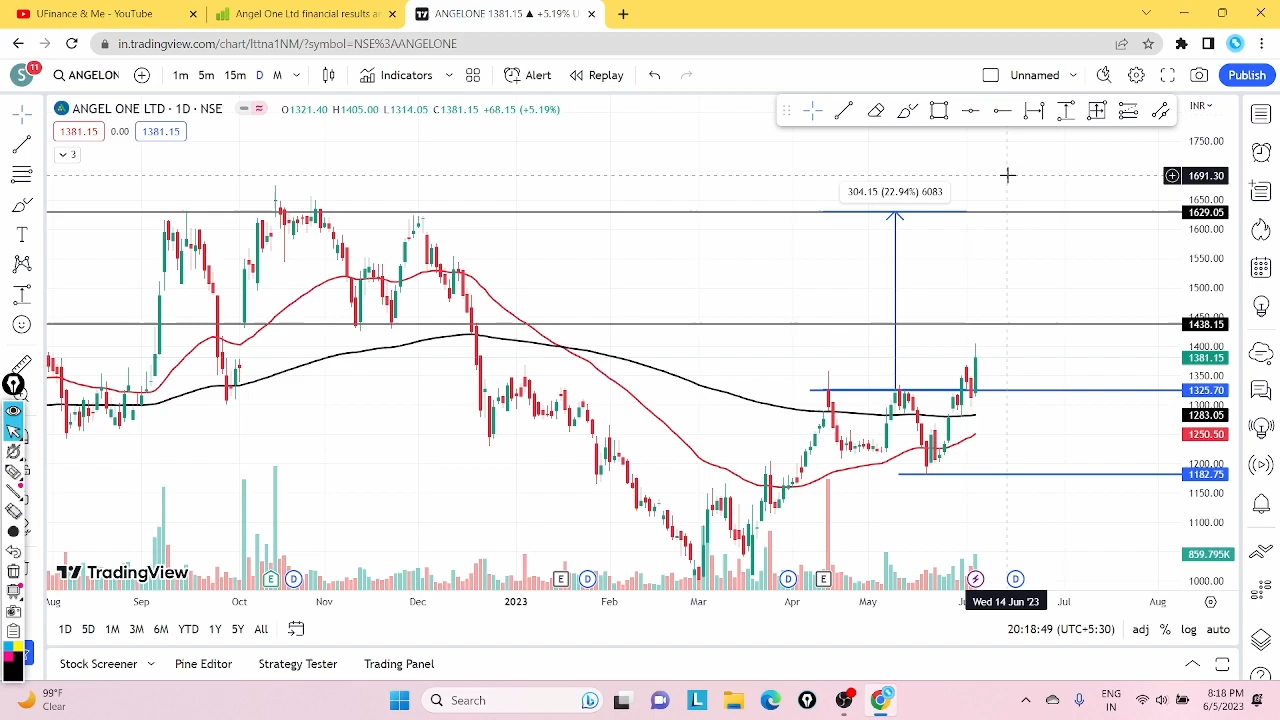 UFinance & Me - YouTube
Angel One Ltd financial results a
ANGELONE 1381.15 ▲ +5.19% U
in.tradingview.com/chart/lttna1NM/?symbol=NSE%3AANGELONE
S
11
ANGELON
1m 5m 15m D M
Indicators
Alert
Replay
Unnamed
Publish
ANGEL ONE LTD · 1D · NSE
O1321.40 H1405.00 L1314.05 C1381.15 +68.15 (+5.19%)
INR
1381.15 0.00 1381.15
3
1750.00
1691.30
304.15 (22.94%) 6083
1650.00
1629.05
1600.00
1550.00
1500.00
1450.00
1438.15
1400.00
1381.15
1350.00
1325.70
1300.00
1283.05
1250.50
1200.00
1182.75
1150.00
1100.00
859.795K
1000.00
TradingView
E D E D D E D
Aug Sep Oct Nov Dec 2023 Feb Mar Apr May Wed 14 Jun '23 Jul Aug
1D 5D 1M 3M 6M YTD 1Y 5Y All
20:18:49 (UTC+5:30) adj % log auto
Stock Screener Pine Editor Strategy Tester Trading Panel
99°F
Clear
Search
ENG
IN
8:18 PM
6/5/2023